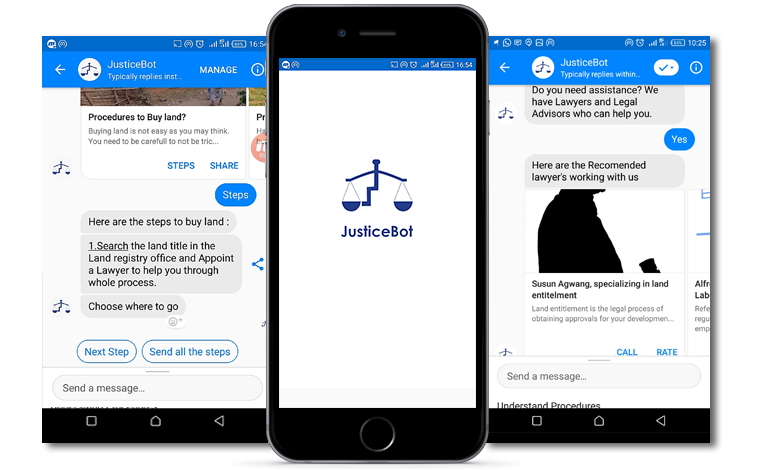 16:54
JusticeBot
Typically replies inst...
MANAGE
Procedures to Buy land?
Buying land is not easy as you may think.
You need to be carefull to not be tric...
STEPS
SHARE
Steps
Here are the steps to buy land :
1.Search the land title in the
Land registry office and Appoint
a Lawyer to help you through
whole process.
Choose where to go
Next Step
Send all the steps
Send a message...
16:54
JusticeBot
10:25
JusticeBot
Typically replies within...
Do you need assistance? We
have Lawyers and Legal
Advisors who can help you.
Yes
Here are the Recomended
lawyer's working with us
Susun Agwang, specializing in land
entitelment
Land entitlement is the legal process of
obtaining approvals for your developmen...
CALL
RATE
Alfr
Labo
Refe
regu
emp
Send a message...
Understand Procedures